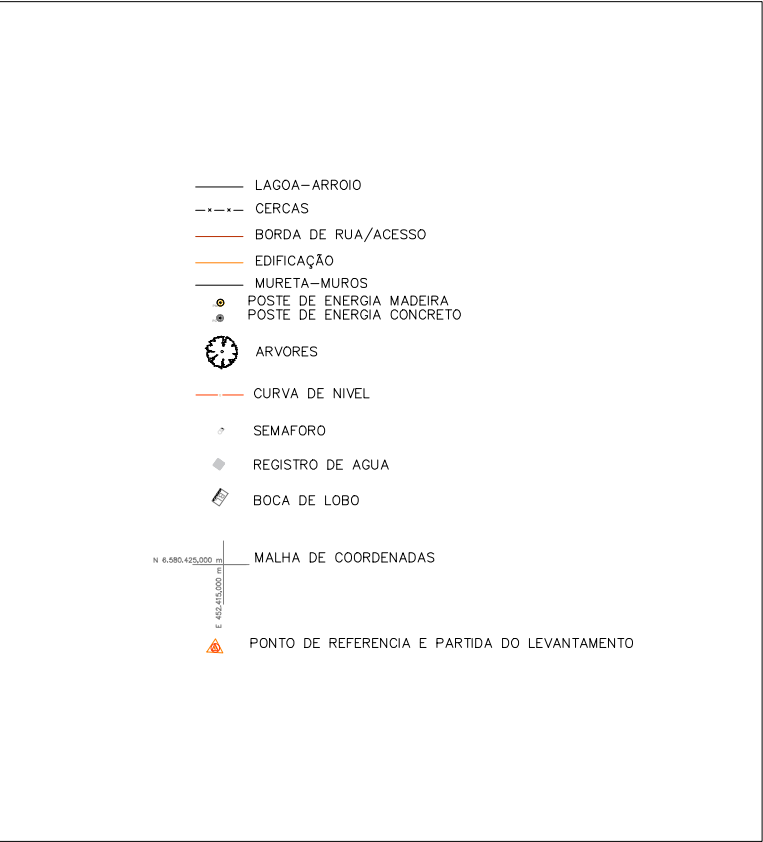 LAGOA-ARROIO
CERCAS
BORDA DE RUA/ACESSO
EDIFICAÇÃO
MURETA-MUROS
POSTE DE ENERGIA MADEIRA
POSTE DE ENERGIA CONCRETO
ARVORES
CURVA DE NIVEL
SEMAFORO
REGISTRO DE AGUA
BOCA DE LOBO
MALHA DE COORDENADAS
N 6.580.425,000 m
E 452.415,000 m
PONTO DE REFERENCIA E PARTIDA DO LEVANTAMENTO